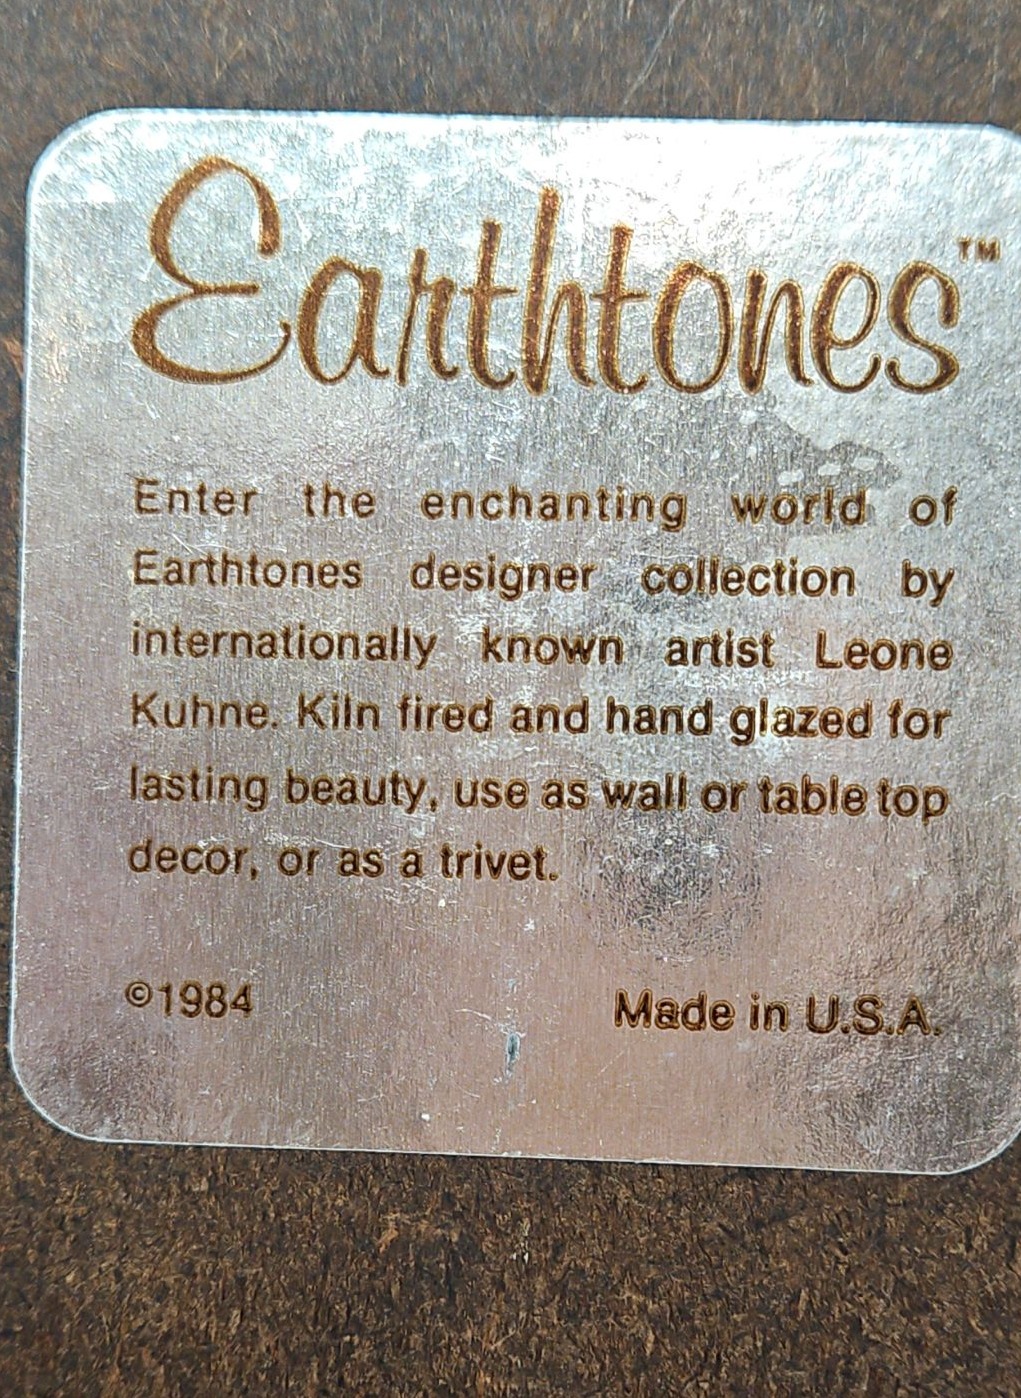 Earthtones™
Enter the enchanting world of
Earthtones designer collection by
internationally known artist Leone
Kuhne. Kiln fired and hand glazed for
lasting beauty, use as wall or table top
decor, or as a trivet.
©1984 Made in U.S.A.